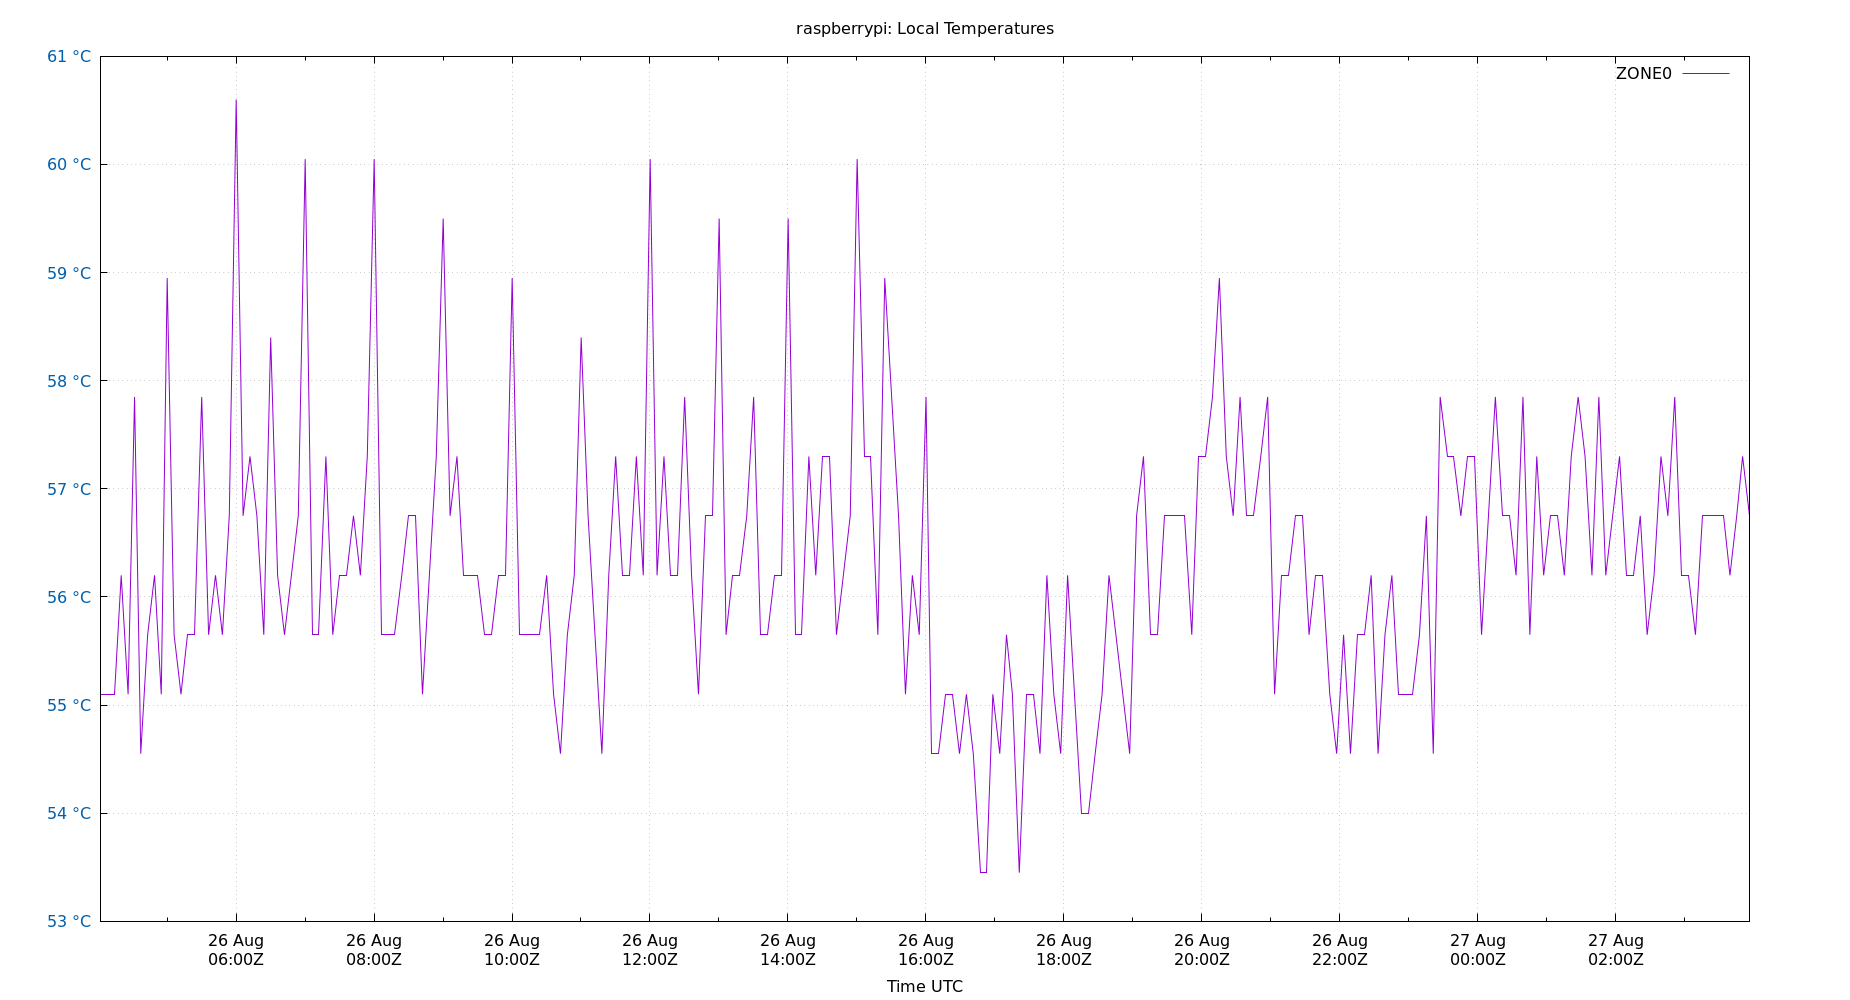 raspberrypi: Local Temperatures
61 °C
ZONE0
60 °C
59 °C
58 °C
57 °C
56 °C
55 °C
54 °C
53 °C
26 Aug 26 Aug 26 Aug 26 Aug 26 Aug 26 Aug 26 Aug 26 Aug 26 Aug 27 Aug 27 Aug
06:00Z 08:00Z 10:00Z 12:00Z 14:00Z 16:00Z 18:00Z 20:00Z 22:00Z 00:00Z 02:00Z
Time UTC